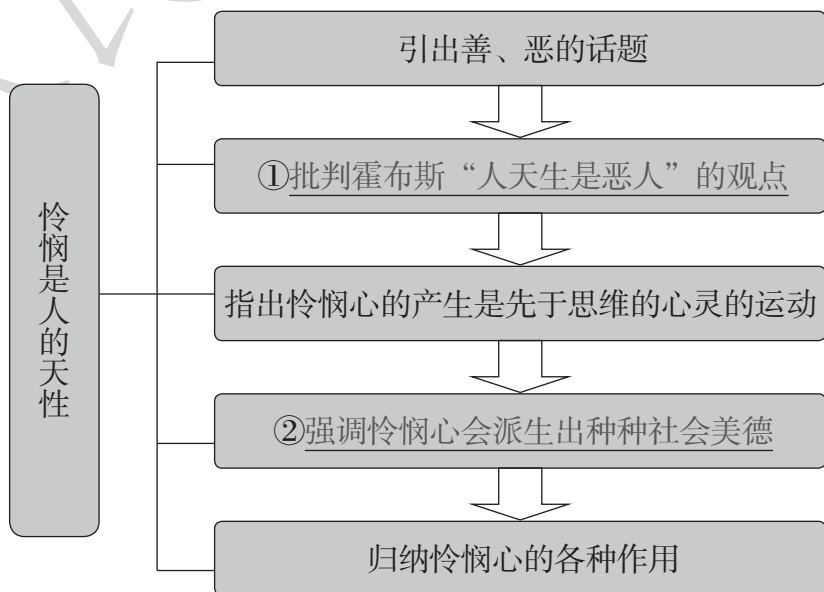 怜悯是人的天性
引出善、恶的话题
①批判霍布斯“人天生是恶人”的观点
指出怜悯心的产生是先于思维的心灵的运动
②强调怜悯心会派生出种种社会美德
归纳怜悯心的各种作用